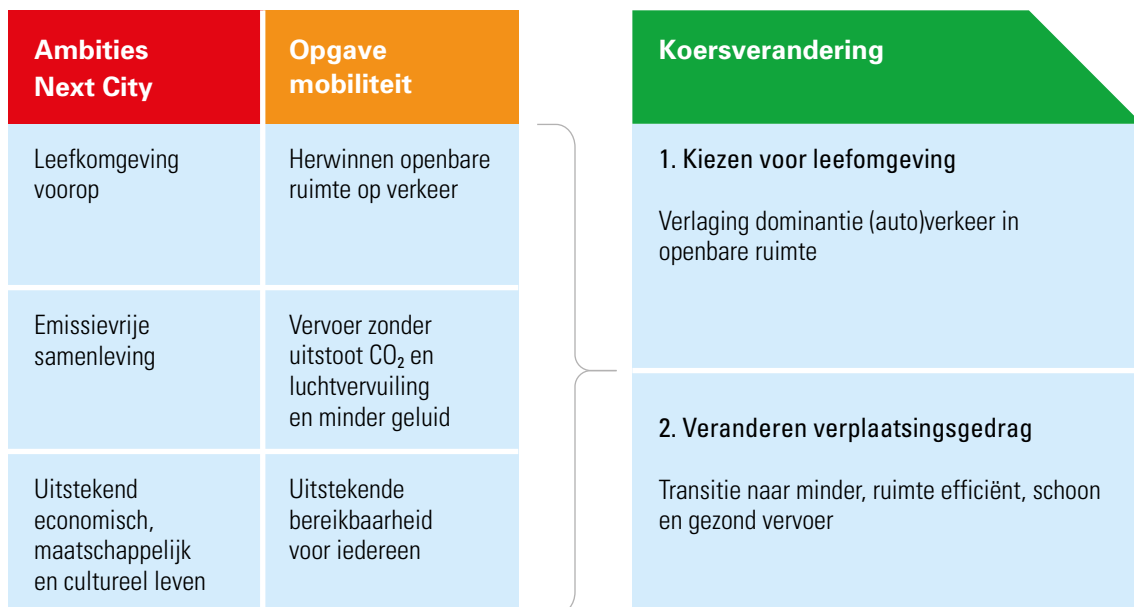 Ambities
Next City
Opgave
mobiliteit
Koersverandering
Leefkomgeving
voorop
Herwinnen openbare
ruimte op verkeer
Emissievrije
samenleving
Vervoer zonder
uitstoot CO₂ en
luchtvervuiling
en minder geluid
Uitstekend
economisch,
maatschappelijk
en cultureel leven
Uitstekende
bereikbaarheid
voor iedereen
1. Kiezen voor leefomgeving
Verlaging dominantie (auto)verkeer in
openbare ruimte
2. Veranderen verplaatsingsgedrag
Transitie naar minder, ruimte efficiënt, schoon
en gezond vervoer